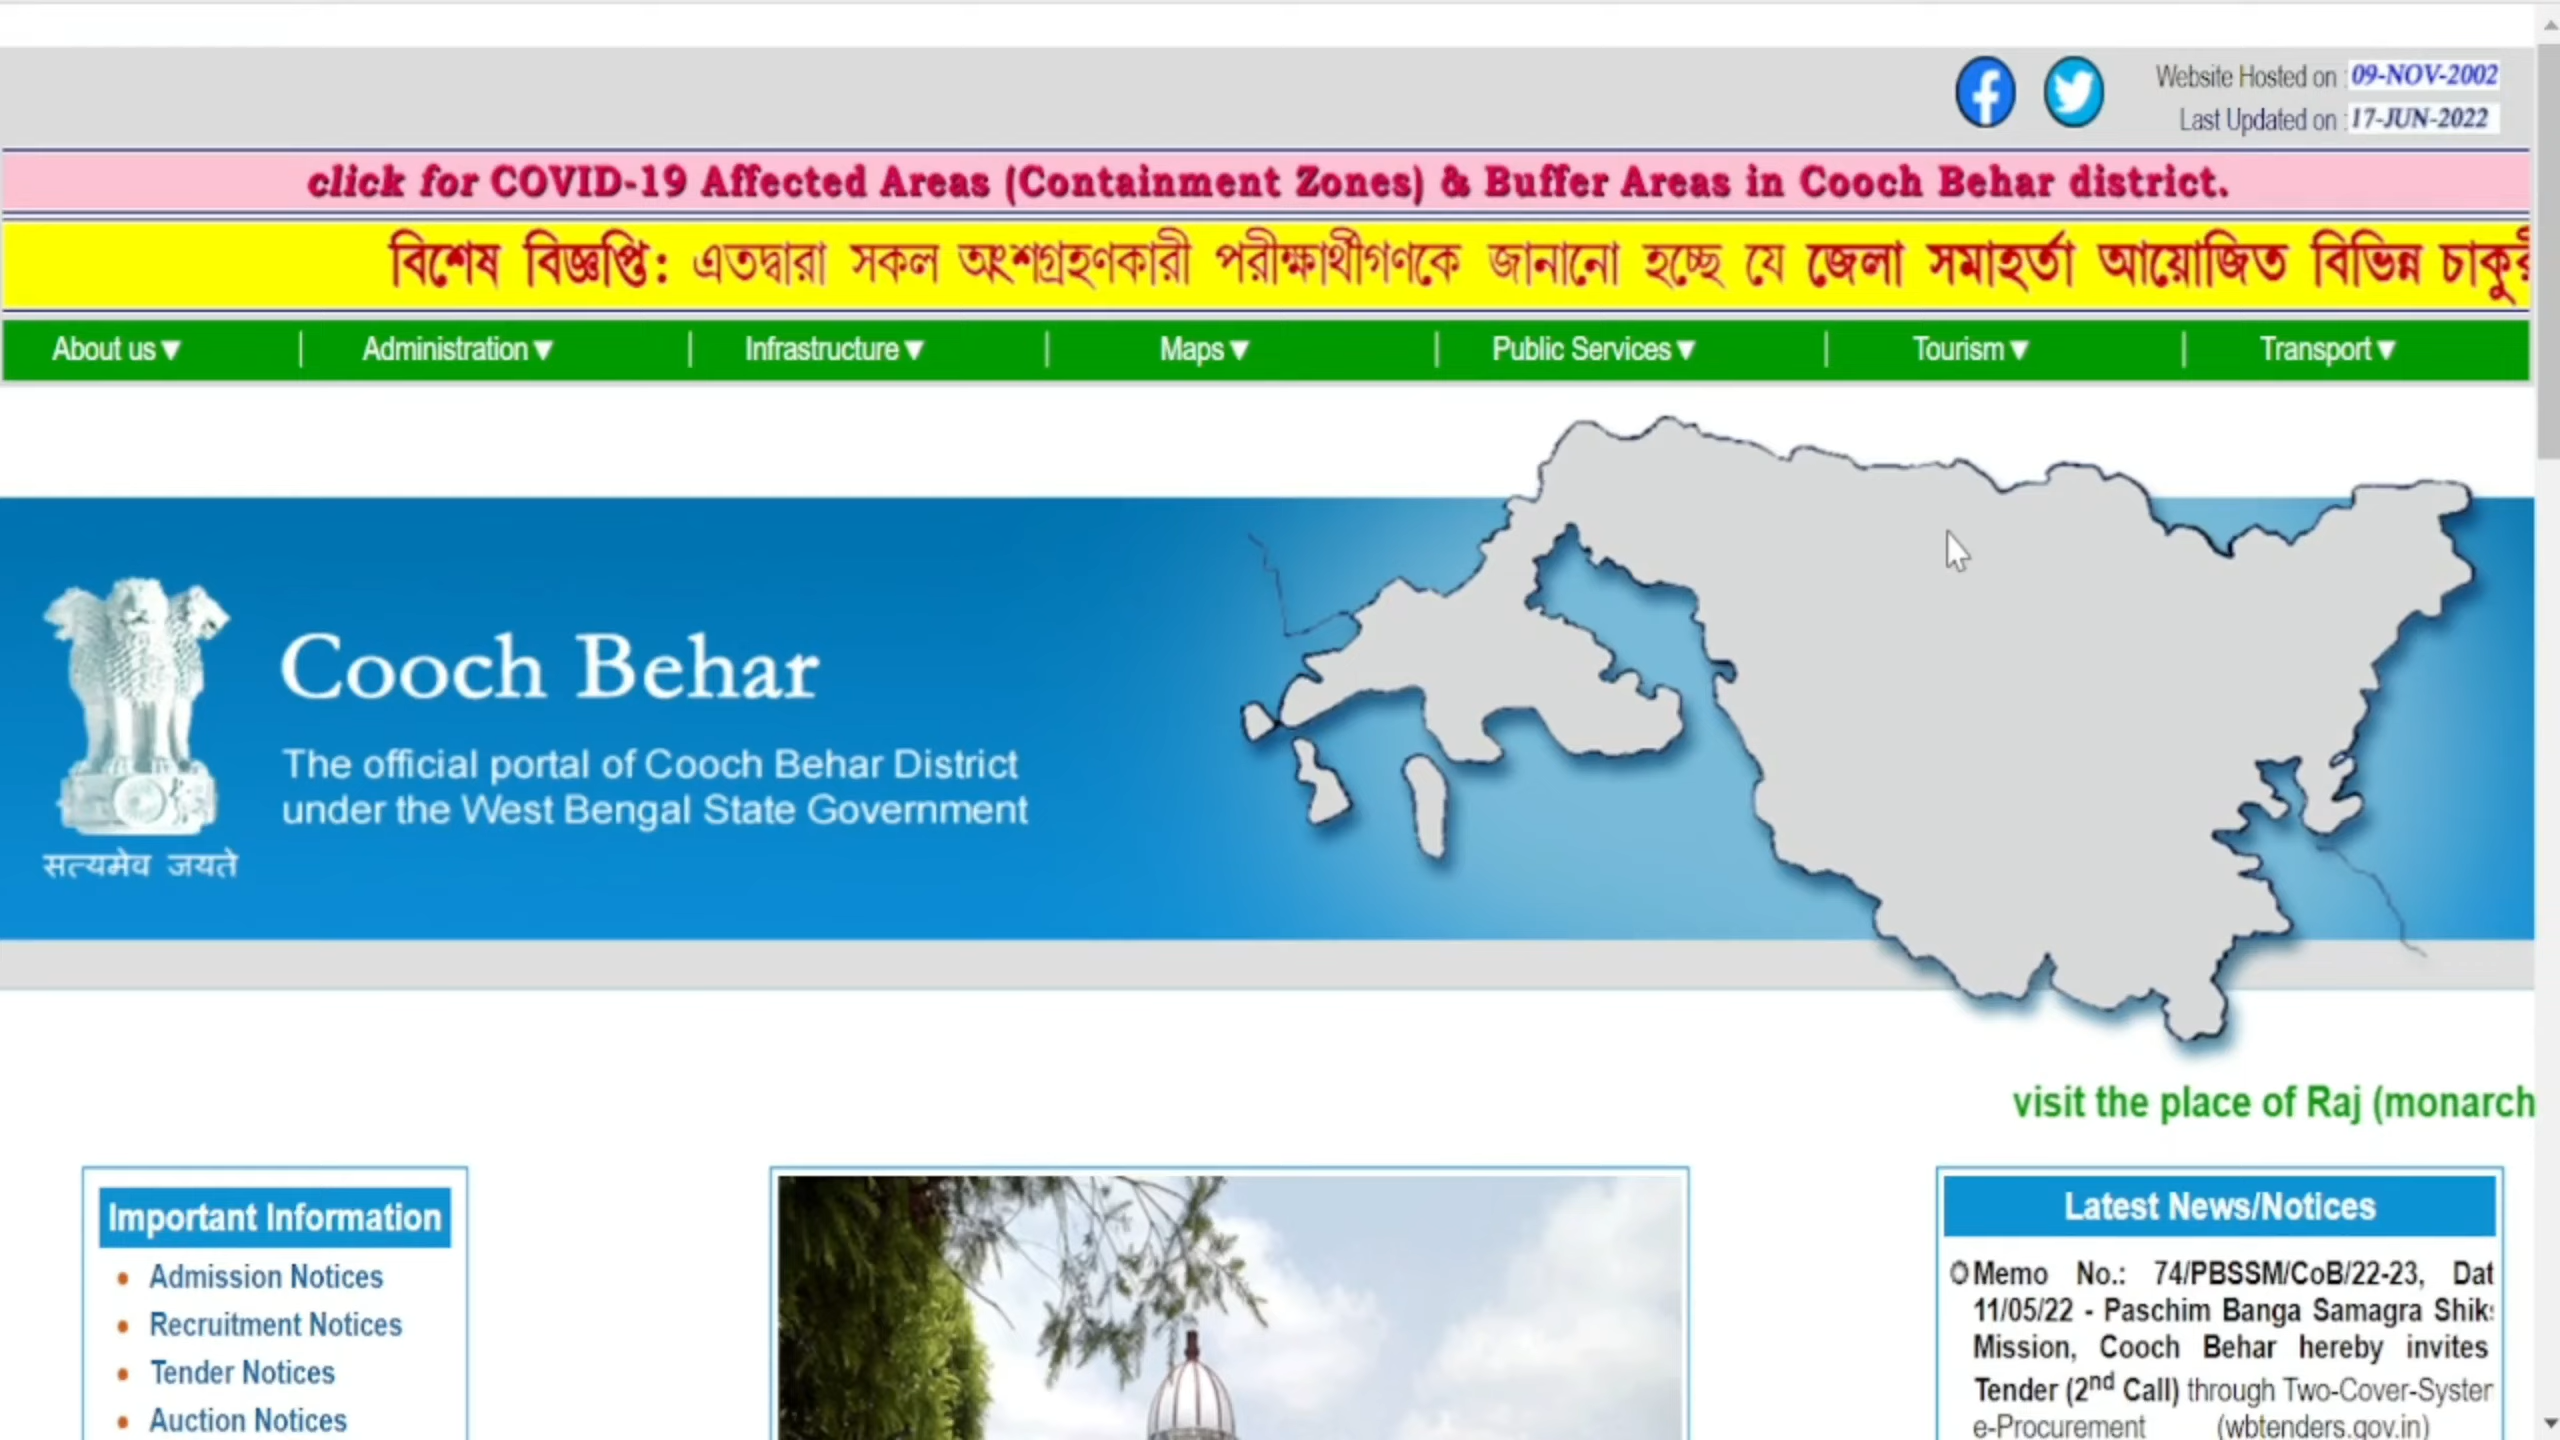 Website Hosted on : 09-NOV-2002
Last Updated on : 17-JUN-2022
click for COVID-19 Affected Areas (Containment Zones) & Buffer Areas in Cooch Behar district.
বিশেষ বিজ্ঞপ্তি: এতদ্বারা সকল অংশগ্রহণকারী পরীক্ষার্থীগণকে জানানো হচ্ছে যে জেলা সমাহর্তা আয়োজিত বিভিন্ন
About us▼ | Administration▼ | Infrastructure▼ | Maps▼ | Public Services▼ | Tourism▼ | Transport▼
Cooch Behar
The official portal of Cooch Behar District
under the West Bengal State Government
सत्यमेव जयते
visit the place of Raj (monarch
Important Information
Admission Notices
Recruitment Notices
Tender Notices
Auction Notices
Latest News/Notices
Memo No.: 74/PBSSM/CoB/22-23, Dat
11/05/22 - Paschim Banga Samagra Shik
Mission, Cooch Behar hereby invites
Tender (2nd Call) through Two-Cover-System
e-Procurement (wbtenders.gov.in)